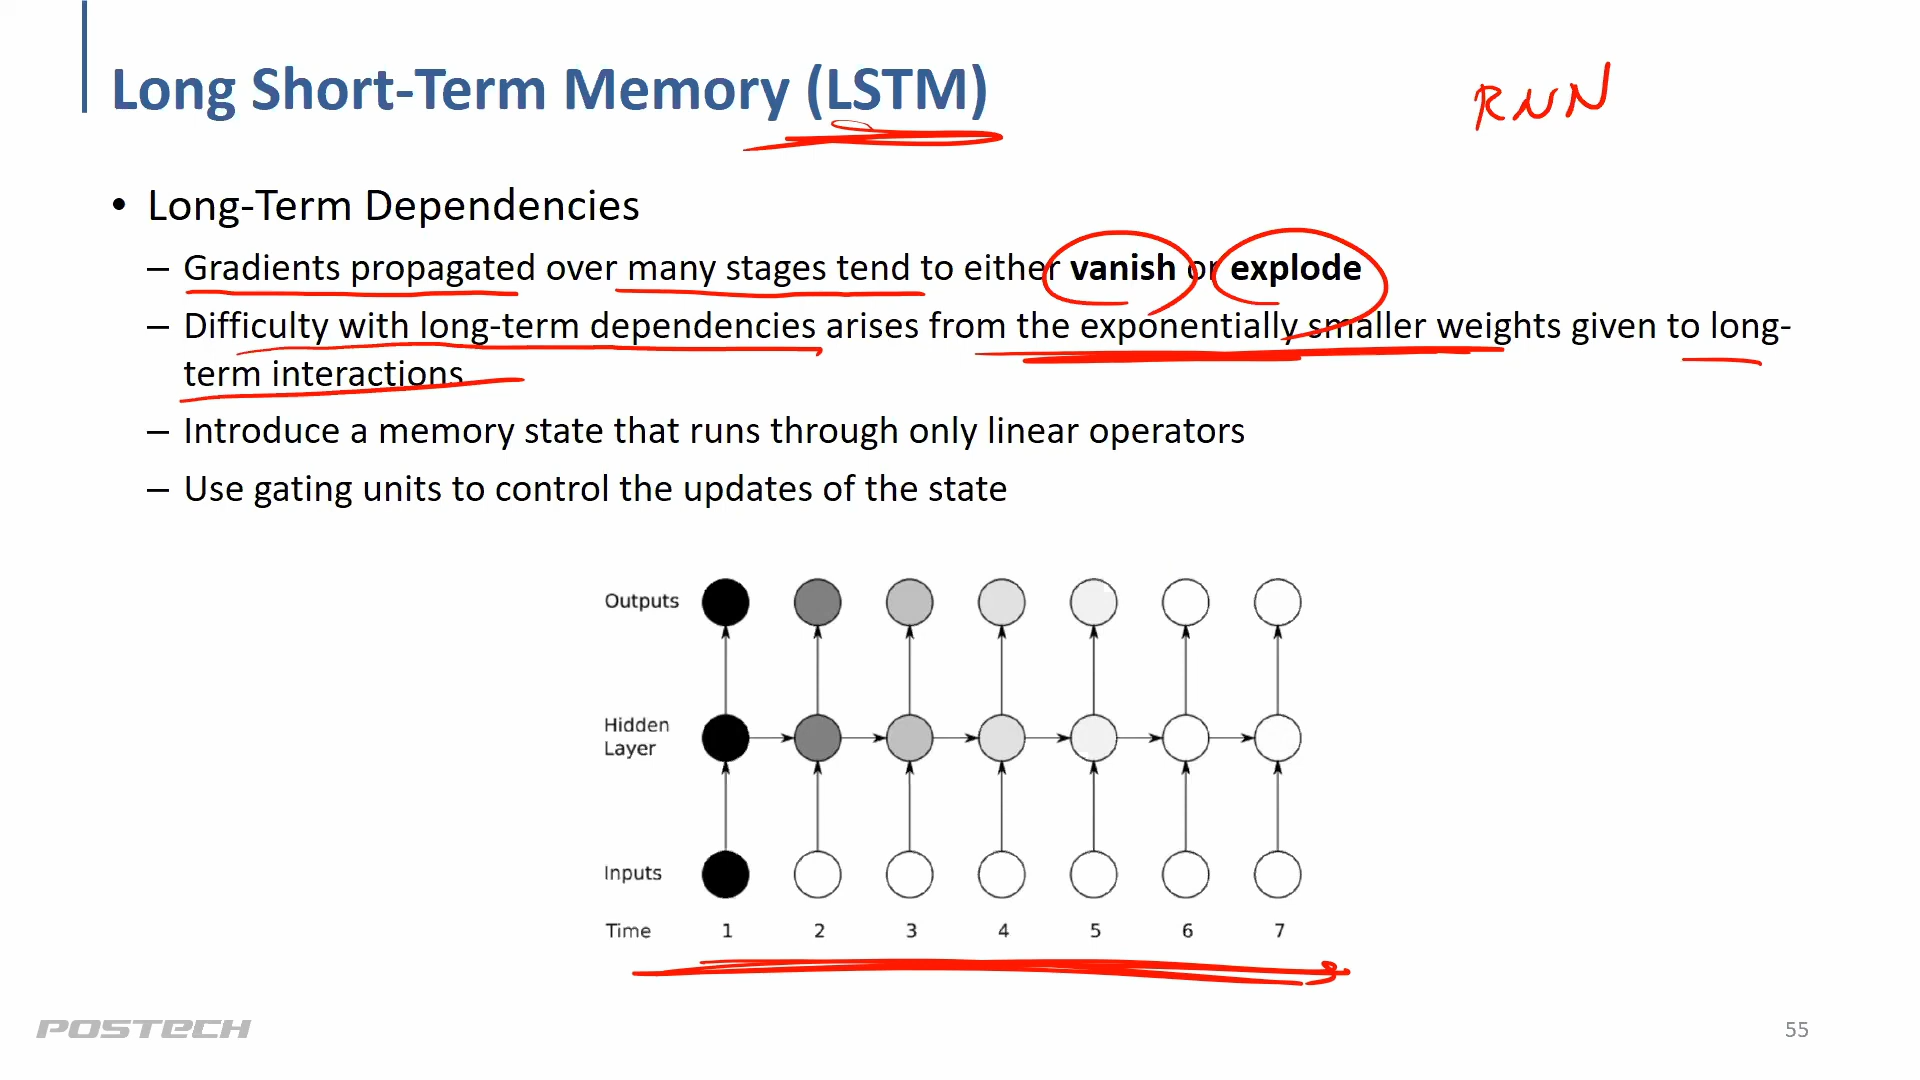 Long Short-Term Memory (LSTM)
RNN
• Long-Term Dependencies
– Gradients propagated over many stages tend to either vanish or explode
– Difficulty with long-term dependencies arises from the exponentially smaller weights given to long-
term interactions
– Introduce a memory state that runs through only linear operators
– Use gating units to control the updates of the state
Outputs
Hidden
Layer
Inputs
Time 1 2 3 4 5 6 7
POSTECH
55